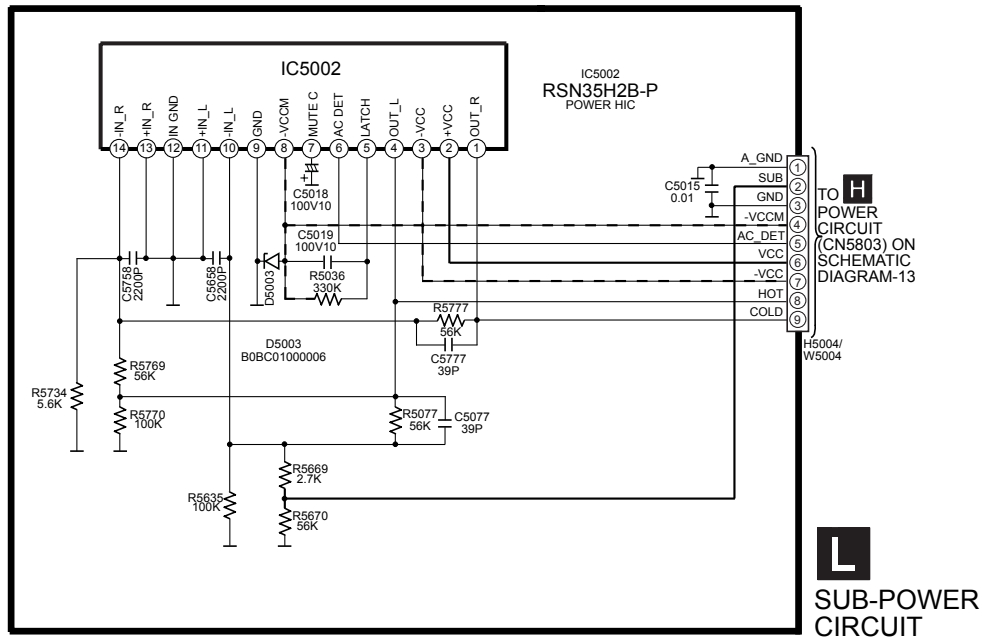 IC5002
IC5002
RSN35H2B-P
POWER HIC
-IN_R
+IN_R
IN GND
+IN_L
-IN_L
GND
-VCCM
MUTE C
AC DET
LATCH
OUT_L
-VCC
+VCC
OUT_R
14
13
12
11
10
9
8
7
6
5
4
3
2
1
+
C5018
100V10
C5015
0.01
A_GND
SUB
GND
-VCCM
AC_DET
VCC
-VCC
HOT
COLD
1
2
3
4
5
6
7
8
9
TO H
POWER
CIRCUIT
(CN5803) ON
SCHEMATIC
DIAGRAM-13
H5004/
W5004
C5758
2200P
C5658
2200P
D5003
C5019
100V10
R5036
330K
R5777
56K
C5777
39P
D5003
B0BC01000006
R5769
56K
R5734
5.6K
R5770
100K
R5077
56K
C5077
39P
R5669
2.7K
R5635
100K
R5670
56K
L
SUB-POWER
CIRCUIT